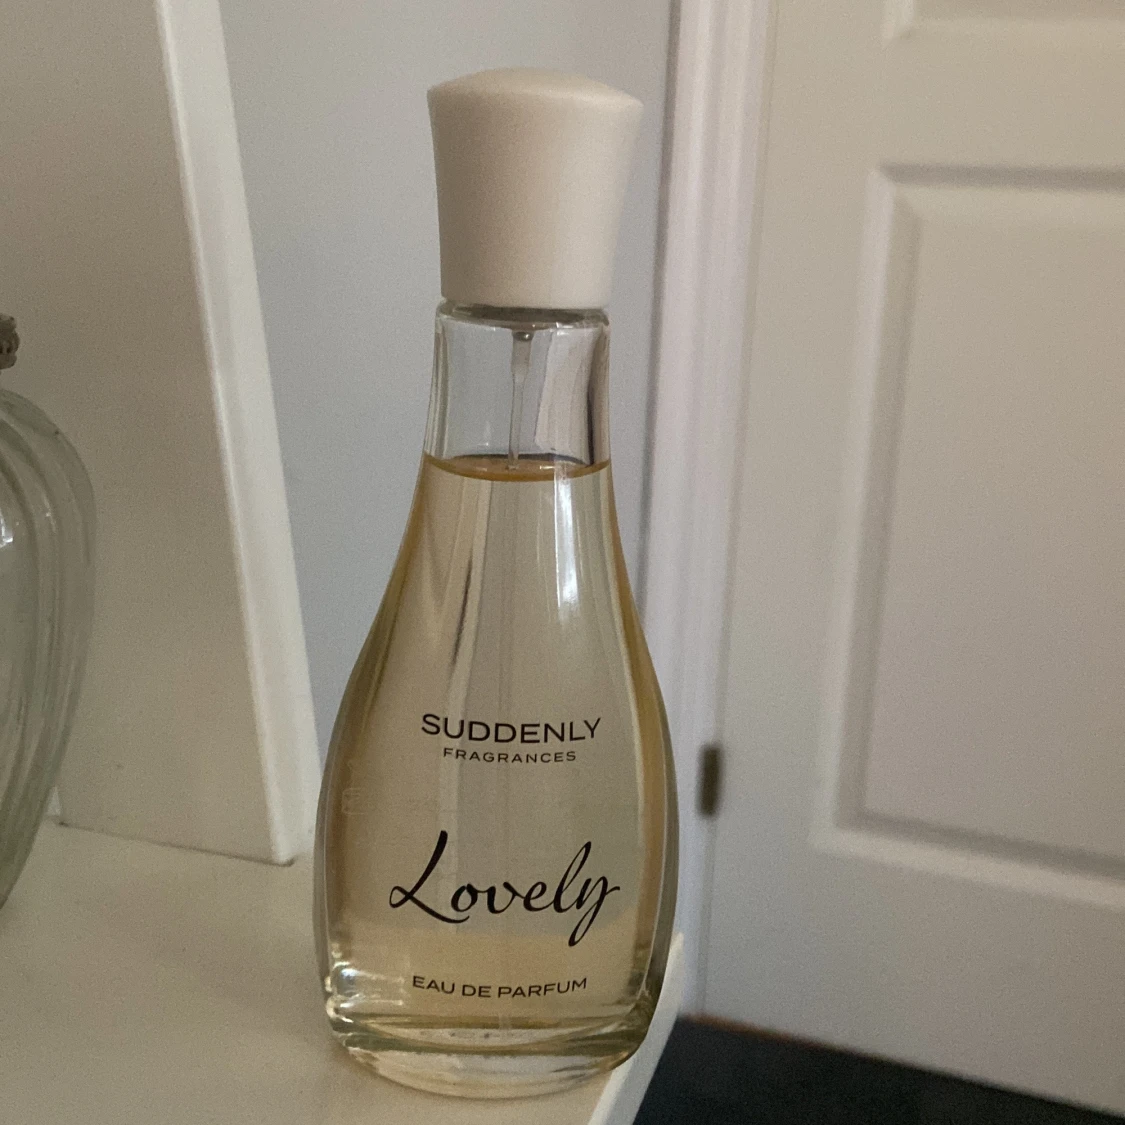 SUDDENLY
FRAGRANCES
Lovely
EAU DE PARFUM